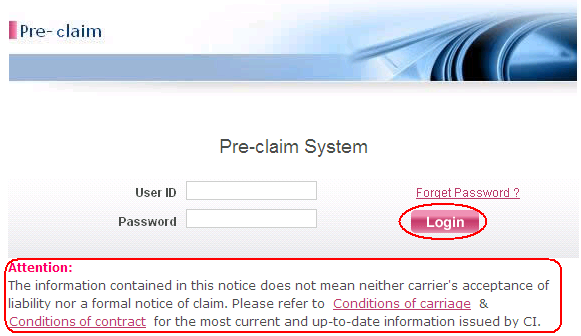 Pre-claim
Pre-claim System
User ID
Forget Password ?
Password
Login
Attention:
The information contained in this notice does not mean neither carrier's acceptance of
liability nor a formal notice of claim. Please refer to Conditions of carriage &
Conditions of contract for the most current and up-to-date information issued by CI.